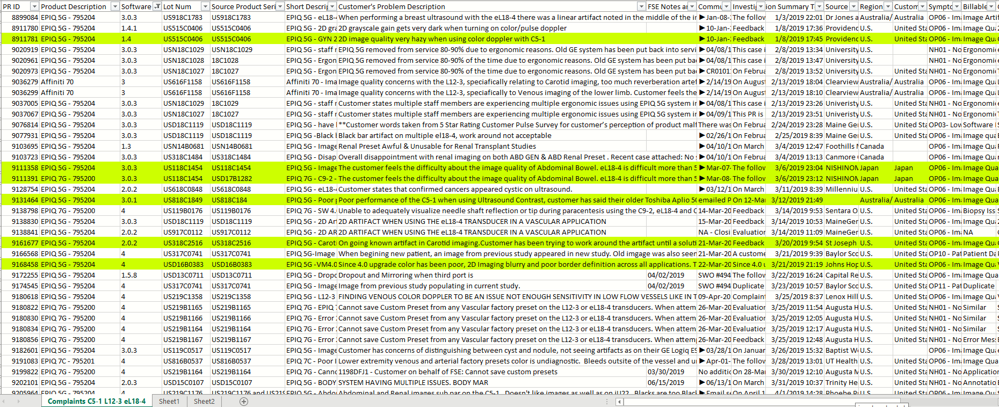 PR ID Product Description Software Lot Num Source Product Seri Short Descrip Customer's Problem Description FSE Notes ar Commu Investig ion Summary T Source Region Custom Sympto Billable
8899084 EPIQ 5G - 795204 3.0.3 US918C1783 US918C1783 EPIQ 5G - eL18-4 When performing a breast ultrasound with the eL18-4 there was a linear artifact noted in the middle of the ir ►Jan-08- The follow 1/3/2019 22:01 Dr Jones a Australia/ Australia OP06 - Ima Image Artif
8911780 EPIQ 5G - 795204 1.4.1 US515C0406 US515C0406 EPIQ 5G - 2D gra 2D grayscale gain gets very dark when turning on color/pulse doppler ►10-Jan- Feedback 1/8/2019 17:36 Providenc U.S. United Sta OP06 - Ima Image Qua
8911781 EPIQ 5G - 795204 1.4 US515C0406 US515C0406 EPIQ 5G - GYN 2 2D image quality very hazy when using color doppler with C5-1 ►10-Jan- Feedback 1/8/2019 17:45 Providenc U.S. United Sta OP06 - Ima Image Qua
9020919 EPIQ 5G - 795204 3.0.3 USN18C1029 USN18C1029 EPIQ 5G - staff r EPIQ 5G removed from service 80-90% due to ergonomic reasons. Old GE system has been put back into servi ►04/08/1 This case i 2/8/2019 13:34 University U.S. NH01 - No Ergonomic
9020961 EPIQ 5G - 795204 3.0.3 USN18C1028 18C1028 EPIQ 5G - Ergon EPIQ 5G removed from service 80-90% of the time due to ergonomic reasons. Old GE system has been put ba ►04/08/1 This case i 2/8/2019 13:47 University U.S. NH01 - No Ergonomic
9020973 EPIQ 5G - 795204 3.0.3 USN18C1027 18C1027 EPIQ 5G - Ergon EPIQ 5G removed from service 80-90% of the time due to ergonomic reasons. Old GE system has been put bac ►CR0101 On Februa 2/8/2019 13:52 University U.S. United Sta NH01 - No Ergonomic
9036279 Affiniti 70 3 US616F1158 US616F1158 Affiniti 70 - Ima Image quality concerns with the L12-3, speciafically relating to Carotid imaging, too much reverberation artef ►2/14/19 On August 2/13/2019 18:04 Clearview Australia/ Australia OP06 - Ima Image Qua
9036299 Affiniti 70 3 US616F1158 US616F1158 Affiniti 70 - Ima Image quality concerns with the L12-3, speciafically to Venous imaging of the lower limb. Customer feels the ►2/14/19 On August 2/13/2019 18:10 Clearview Australia/ Australia OP06 - Ima Image Qua
9037005 EPIQ 5G - 795204 3.0.3 USN18C1029 18C1029 EPIQ 5G - staff r Customer states multiple staff members are experiencing multiple ergonomic issues using EPIQ 5G system ir ►04/08/1 This case i 2/13/2019 23:26 Univeristy U.S. United Sta NH01 - No Ergonomic
9037067 EPIQ 5G - 795204 3.0.3 USN18C1027 18C1027 EPIQ 5G - staff r Customer states multiple staff members are experiencing multiple ergonomic issues using EPIQ 5G system ir ►04/09/1 This PR is 2/13/2019 23:51 Univeristy U.S. United Sta NH01 - No Ergonomic
9076814 EPIQ 5G - 795204 3.0.3 USD18C1119 USD18C1119 EPIQ 5G - have l **Customer words taken from 5 Star Rating Customer Pulse Survey for customer's perception of product malf There was On Februa 2/24/2019 23:28 Maine Ger U.S. United Sta OP03- Low Software
9077931 EPIQ 5G - 795204 3.0.3 USD18C1119 USD18C1119 EPIQ 5G -Black b Black bar artifact on multiple el18-4, work around not acceptable ►02/26/1 On Februa 2/25/2019 8:39 Maine Ger U.S. United Sta OP06 - Ima Image qua
9103695 EPIQ 5G - 795204 1.3 USN14B0681 USN14B0681 EPIQ 5G - Image Renal Preset Awful & Unusable for Renal Transplant Studies ►04/10/1 On March 3/4/2019 12:47 Foothills Canada OP06 - Ima Image Qua
9103723 EPIQ 5G - 795204 3.0.3 US318C1484 US318C1484 EPIQ 5G - Disap Overall disappointment with renal imaging on both ABD GEN & ABD Renal Preset . Recent case attached: No ►04/10/1 On Februa 3/4/2019 13:13 Canmore Canada OP06 - Ima Image Qua
9111358 EPIQ 5G - 795204 3.0.3 US118C1454 US118C1454 EPIQ 5G - Image The customer feels the difficulty about the image quality of Abdominal Bowel. eL18-4 is difficult more than 5 ►Mar-07- The follow 3/6/2019 23:04 NISHINOM Japan Japan OP06 - Ima Image Qua
9111391 EPIQ 7G - 795200 3.0.3 US118C1454 USD17B1282 EPIQ 7G - C9-2 - The customer feels the difficulty about the image quality of Abdominal Bowel. eL18-4 is difficult more than 5 ►Mar-08- The follow 3/6/2019 23:12 NISHINOM Japan Japan OP06 - Ima Image Qua
9128754 EPIQ 5G - 795204 2.0.2 US618C0848 US618C0848 EPIQ 5G - eL18-4 Customer states that confirmed cancers appeared cystic on ultrasound. ►03/12/1 On March 3/11/2019 8:39 Millenniu U.S. United Sta OP06 - Ima Image Qua
9131464 EPIQ 5G - 795204 3.0.1 US818C1849 US818C184 EPIQ 5G - Poor p Poor performance of the C5-1 when using Ultrasound Contrast, customer has said their older Toshiba Aplio 50 emailed P On 12-Mar 3/12/2019 21:49 Australia/ Australia OP06 - Ima Image Qua
9138798 EPIQ 7G - 795200 4 US119B0176 US119B0176 EPIQ 7G - SW 4. Unable to adequately visualize needle shaft reflection or tip during paracentesis using the C9-2, eL18-4 and C 14-Mar-20 Feedback 3/14/2019 9:53 Sentara O U.S. United Sta OP06 - Ima Biopsy Iss
9138830 EPIQ 5G - 795204 3.0.3 USD18C1119 USD18C1119 EPIQ 5G - 2D Art 2D ARTIFACT WHEN USING THE eL18-4 TRANSDUCER IN A VASCULAR APPLICATION 15-Mar-20 Feedback 3/14/2019 10:53 MaineGer U.S. United Sta OP06 - Ima Image Qua
9138841 EPIQ 5G - 795204 2.0.2 US917C0112 US917C0112 EPIQ 5G - 2D AR 2D ARTIFACT WHEN USING THE eL18-4 TRANSDUCER IN A VASCULAR APPLICATION NA - Closi Evaluation 3/14/2019 11:09 MaineGer U.S. United Sta OP06 - Ima NA
9161677 EPIQ 5G - 795204 2.0.2 US318C2516 US318C2516 EPIQ 5G - Caroti On going known artifact in Carotid imaging.Customer has been trying to work around the artifact until a soluti 21-Mar-20 Feedback 3/20/2019 9:54 St Joseph U.S. United Sta OP06 - Ima Image Qua
9166568 EPIQ 5G - 795204 4 US317C0741 US317C0741 EPIQ 5G-Image When begining new patient, an image from previous study appeared in new study. Old imgage was also seen 21-Mar-20 A custome 3/21/2019 9:39 Baylor Sco U.S. United Sta OP10 - Pat Patient Da
9168458 EPIQ 5G - 795204 4 USD16B0383 USD16B0383 EPIQ 5G -VM4.0 Since 4.0 upgrade color has been poor, 2D Imaging blurry and poor border definition across all applications. T 22-Mar-20 Since 4.0 u 3/21/2019 21:19 Johns Hop U.S. United Sta OP06 - Ima Image Qua
9172255 EPIQ 5G - 795204 1.5.8 USD13C0711 USD13C0711 EPIQ 5G - Dropo Dropout and Mirroring when third port is 04/02/2019 SWO #494 The follow 3/22/2019 16:24 Capital Re U.S. United Sta OP06 - Ima Image Qua
9174545 EPIQ 5G - 795204 4 US317C0741 US317C0741 EPIQ 5G - Image Image from previous study populating in current study. 04/02/2019 SWO #494 Duplicate 3/23/2019 10:57 Baylor Sco U.S. United Sta OP11 - Pat Duplicate
9180618 EPIQ 5G - 795204 4 US219C1358 US219C1358 EPIQ 5G - L12-3 FINDING VENOUS COLOR DOPPLER TO BE AN ISSUE NOT ENOUGH SENSITIVITY IN LOW FLOW VESSELS LIKE IN T 09-Apr-20 Complaint 3/25/2019 8:37 Lenox Hill U.S. United Sta OP06 - Ima Image Qua
9180822 EPIQ 7G - 795200 4 US219B1165 US219B1165 EPIQ 7G - EPIQ 7 Cannot save Custom Preset from any Vascular factory preset on the L12-3 or eL18-4 transducers. When attem 26-Mar-20 Evaluation 3/25/2019 11:54 Augusta H U.S. United Sta NH01 - No Similar
9180830 EPIQ 7G - 795200 4 US219B1166 US219B1166 EPIQ 7G - Error Cannot save Custom Preset from any Vascular factory preset on the L12-3 or eL18-4 transducers. When attem 26-Mar-20 Evaluation 3/25/2019 12:05 Augusta H U.S. United Sta NH01 - No Similar
9180834 EPIQ 7G - 795200 4 US219B1164 US219B1164 EPIQ 7G - Error Cannot save Custom Preset from any Vascular factory preset on the L12-3 or eL18-4 transducers. When attem 26-Mar-20 Evaluation 3/25/2019 12:17 Augusta H U.S. United Sta NH01 - No Similar
9180856 EPIQ 7G - 795200 4 US219B1167 US219B1167 EPIQ 7G - Error Cannot save Custom Preset from any Vascular factory preset on the L12-3 or eL18-4 transducers. When attem 26-Mar-20 Feedback 3/25/2019 12:48 Augusta H U.S. United Sta NH01 - No Error Mes
9182601 EPIQ 5G - 795204 3.0.3 US119C0517 US119C0517 EPIQ 5G - Image Customer has concerns of distinguishing between cyst and nodule, not seeing artifacts as on their GE Logiq E9 ►03/28/1 On Januar 3/26/2019 15:32 Baptist W U.S. OP06 - Ima Image Qua
9191083 EPIQ 7C - 795201 4 US816B0537 US816B0537 EPIQ 7C - Poor I Lower extremity venous and arterial factory presets color is undiagnostic. Bleeds outside of the vessel and u ►Apr-01- The follow 3/28/2019 13:01 UT Health U.S. United Sta OP06 - Ima Image Qua
9199822 EPIQ 7G - 795200 4 US219B1164 US219B1164 EPIQ 7G - Cannc 1198DFJ1 - Customer on behalf of FSE: Cannot save custom presets 03/30/2019 No additic On 28-Mar 3/30/2019 12:10 Augusta M U.S. United Sta NH01 - No Application
9202101 EPIQ 5G - 795204 2.0.3 USD15C0107 USD15C0107 EPIQ 5G - BODY SYSTEM HAVING MULTIPLE ISSUES. BODY MAR 06/15/2019 ►06/13/1 On March 3/31/2019 10:37 Trinity He U.S. United Sta NH01 - No Annotatio
9205964 EPIQ 5G - 795204 4 US219C1176 US219C1176 and US219 EPIQ 5G - Abdor Abdominal and Renal images sub par on the C5-1. Doesn't like images as well as on iU22. Blacks are too Blac ►Email s On April 1 4/1/2019 14:28 Phoebe P U.S. United Sta OP06 - Ima Image Qua
Complaints C5-1 L12-3 eL18-4 Sheet1 Sheet2